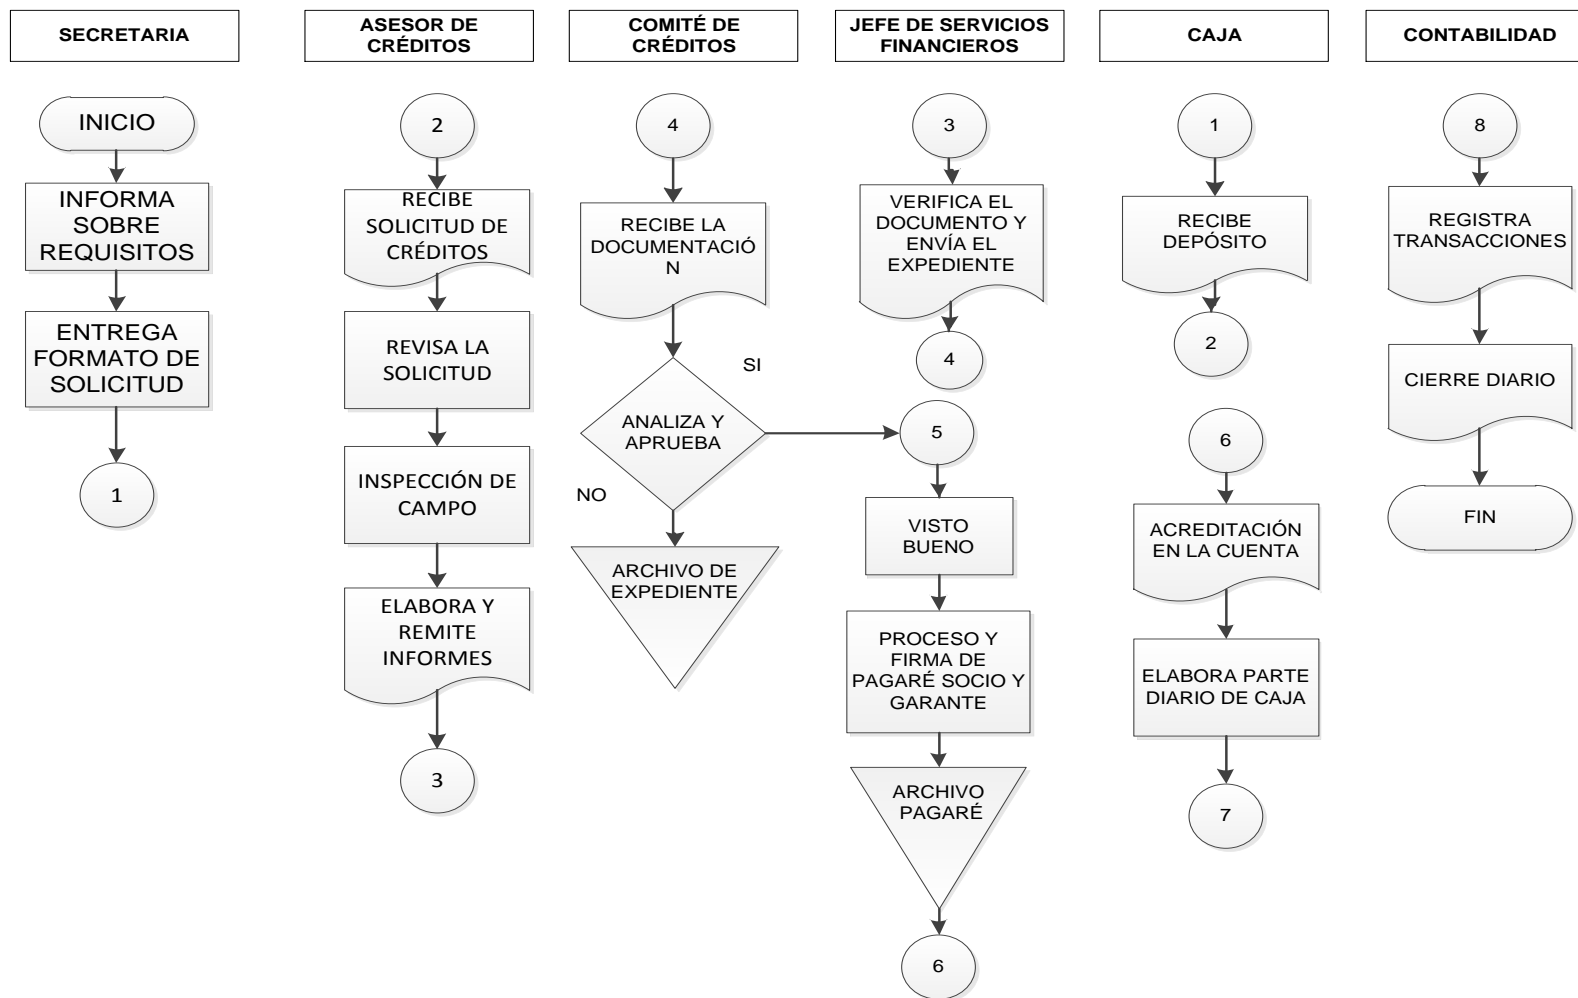 SECRETARIA
INICIO
INFORMA
SOBRE
REQUISITOS
ENTREGA
FORMATO DE
SOLICITUD
1
ASESOR DE
CRÉDITOS
2
RECIBE
SOLICITUD DE
CRÉDITOS
REVISA LA
SOLICITUD
INSPECCIÓN DE
CAMPO
ELABORA Y
REMITE
INFORMES
3
COMITÉ DE
CRÉDITOS
4
RECIBE LA
DOCUMENTACIÓ
N
SI
ANALIZA Y
APRUEBA
NO
ARCHIVO DE
EXPEDIENTE
JEFE DE SERVICIOS
FINANCIEROS
3
VERIFICA EL
DOCUMENTO Y
ENVÍA EL
EXPEDIENTE
4
5
VISTO
BUENO
PROCESO Y
FIRMA DE
PAGARÉ SOCIO Y
GARANTE
ARCHIVO
PAGARÉ
6
CAJA
1
RECIBE
DEPÓSITO
2
6
ACREDITACIÓN
EN LA CUENTA
ELABORA PARTE
DIARIO DE CAJA
7
CONTABILIDAD
8
REGISTRA
TRANSACCIONES
CIERRE DIARIO
FIN